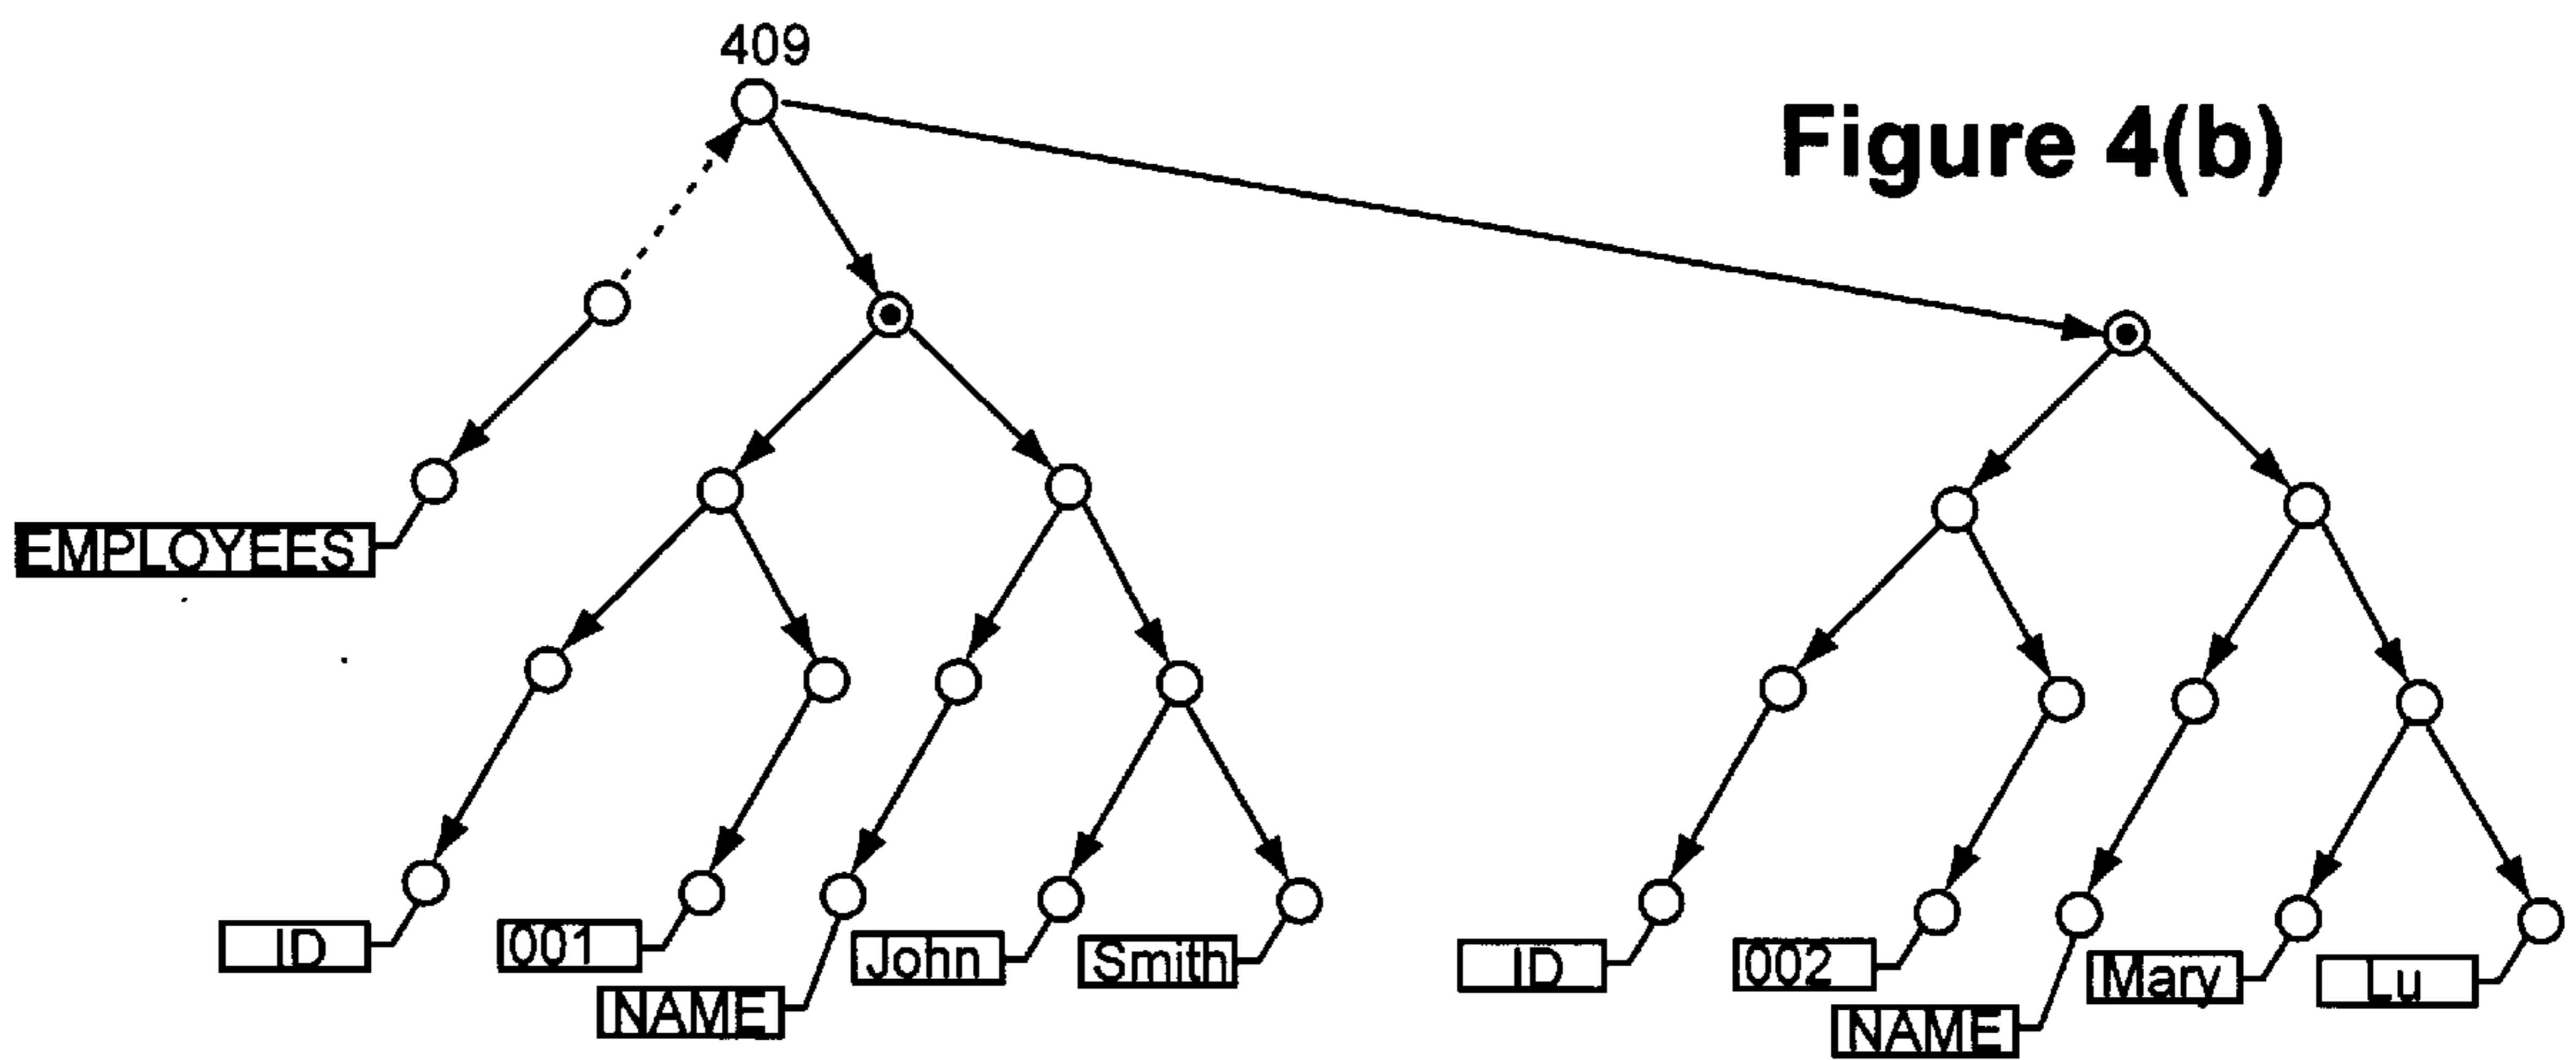 409
Figure 4(b)
EMPLOYEES
ID
001
NAME
John
Smith
ID
002
NAME
Mary
Lu